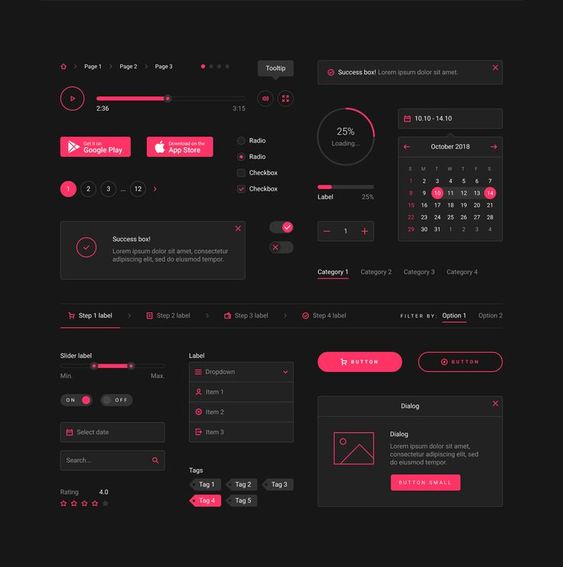 Page 1 Page 2 Page 3
Tooltip
Success box! Lorem ipsum dolor sit amet.
2:36 3:15
25%
Loading...
10.10 - 14.10
Get it on
Google Play
Download on the
App Store
Radio
Radio
Checkbox
Checkbox
October 2018
S M T W T F S
1 2 3 4 5 6 7
8 9 10 11 12 13 14
15 16 17 18 19 20 21
22 23 24 25 26 27 28
29 30 31 1 2 3 4
1 2 3 ... 12
Label 25%
Success box!
Lorem ipsum dolor sit amet, consectetur
adipiscing elit, sed do eiusmod tempor.
1
Category 1 Category 2 Category 3 Category 4
Step 1 label Step 2 label Step 3 label Step 4 label
FILTER BY: Option 1 Option 2
Slider label
Min. Max.
ON OFF
Select date
Search...
Rating 4.0
Label
Dropdown
Item 1
Item 2
Item 3
Tags
Tag 1 Tag 2 Tag 3
Tag 4 Tag 5
BUTTON BUTTON
Dialog
Dialog
Lorem ipsum dolor sit amet,
consectetur adipiscing elit,
sed do eiusmod tempor.
BUTTON SMALL